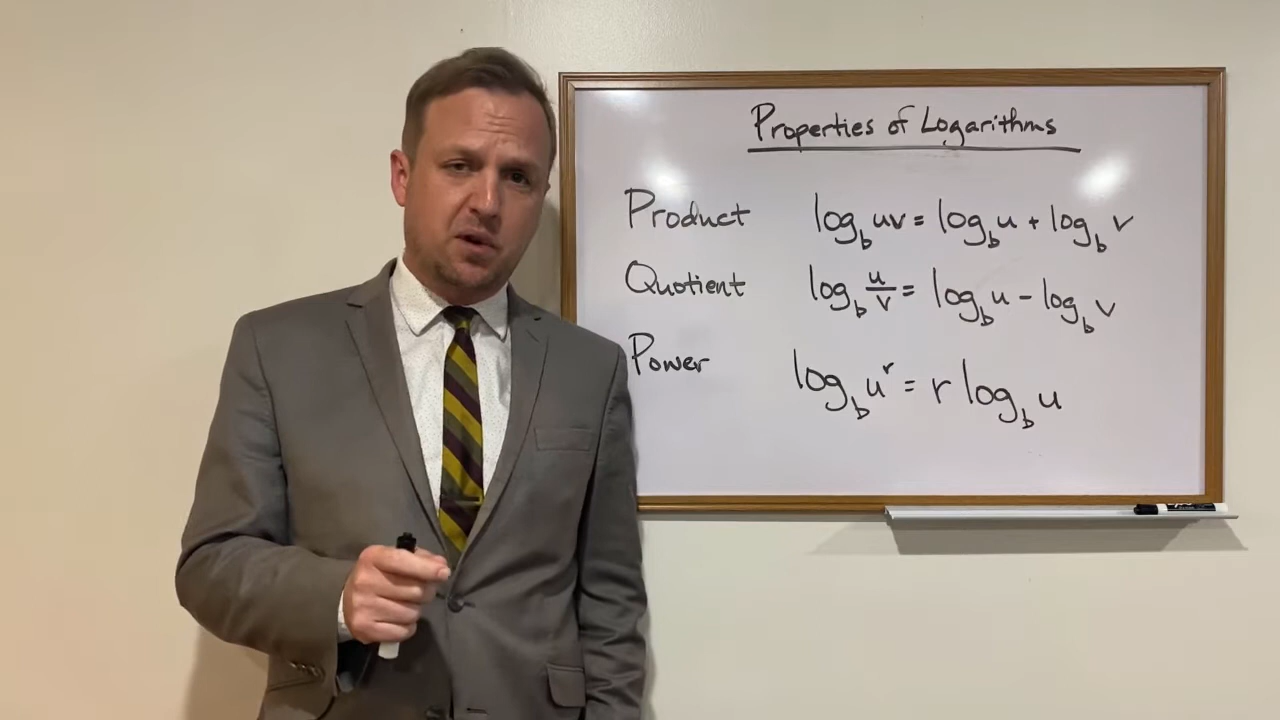 Properties of Logarithms
Product log_b uv = log_b u + log_b v
Quotient log_b u/v = log_b u - log_b v
Power log_b u^r = r log_b u